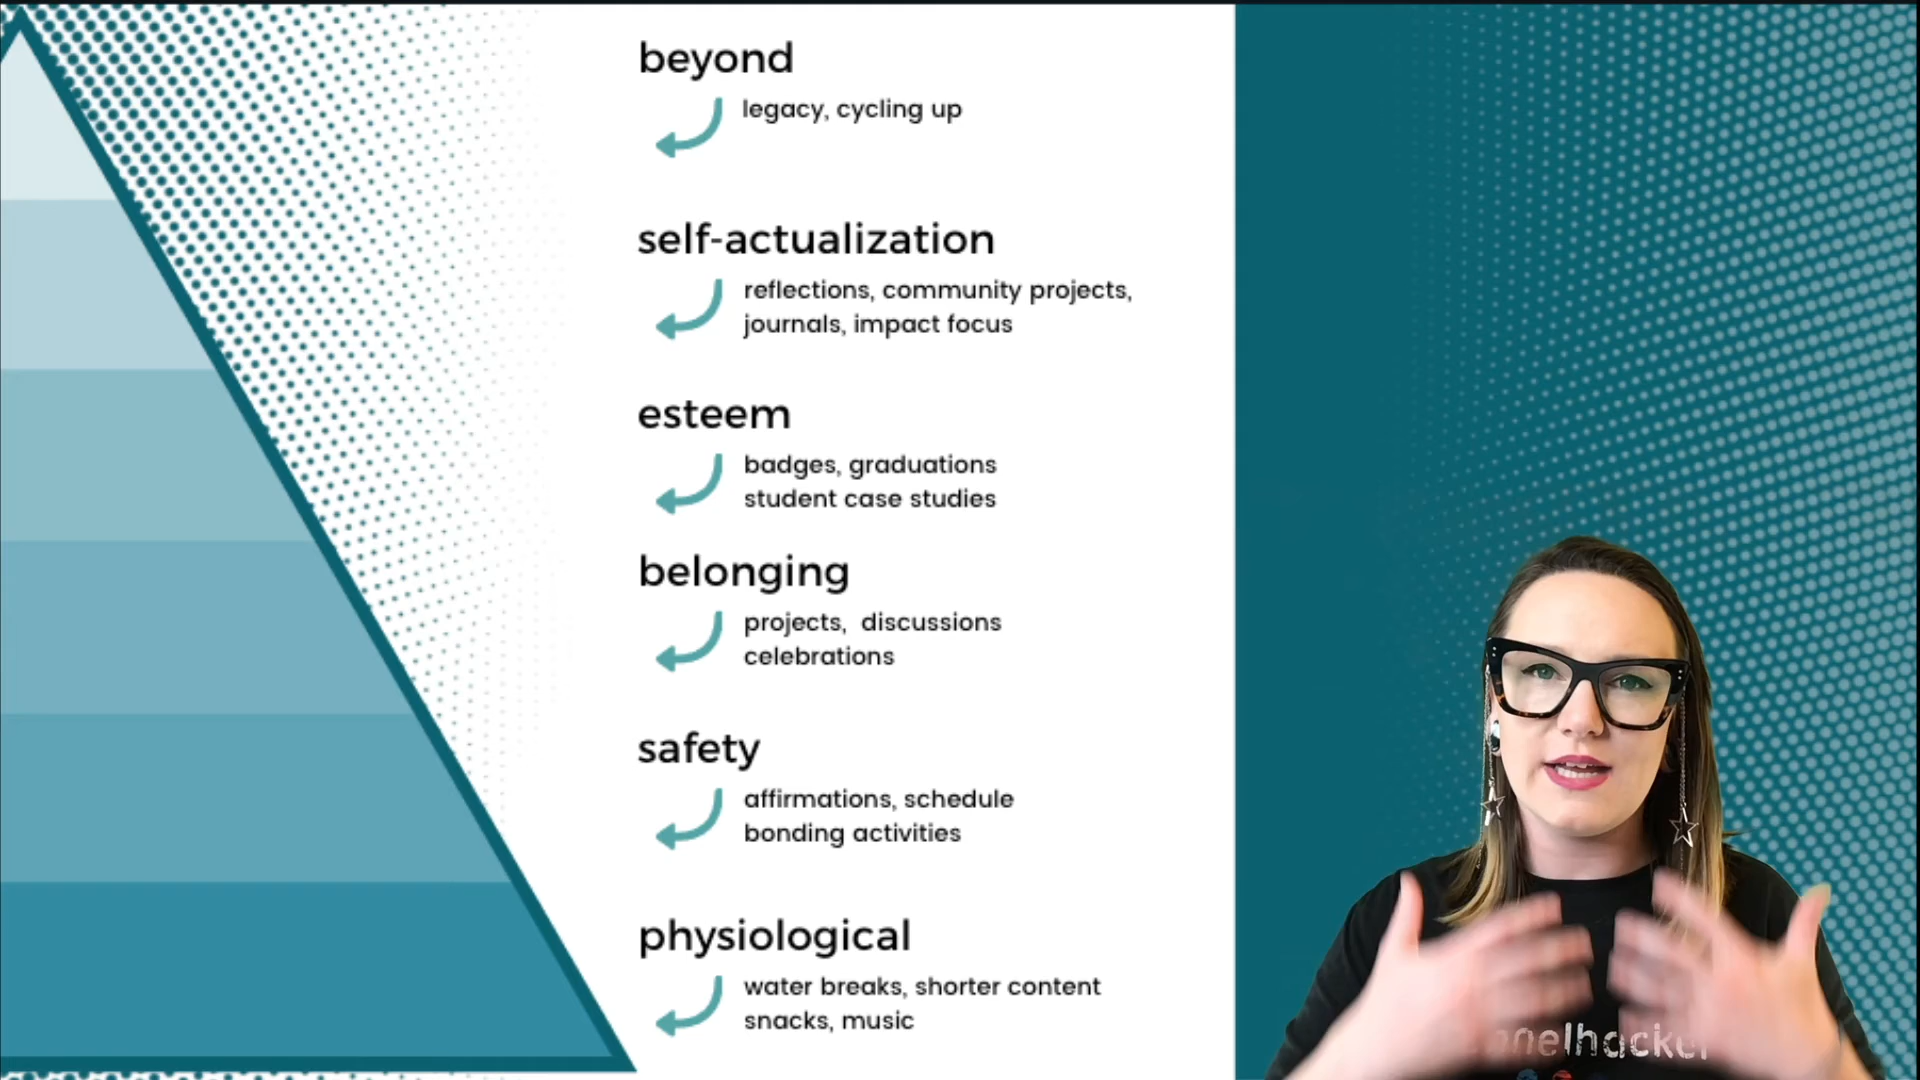 beyond
legacy, cycling up
self-actualization
reflections, community projects,
journals, impact focus
esteem
badges, graduations
student case studies
belonging
projects, discussions
celebrations
safety
affirmations, schedule
bonding activities
physiological
water breaks, shorter content
snacks, music